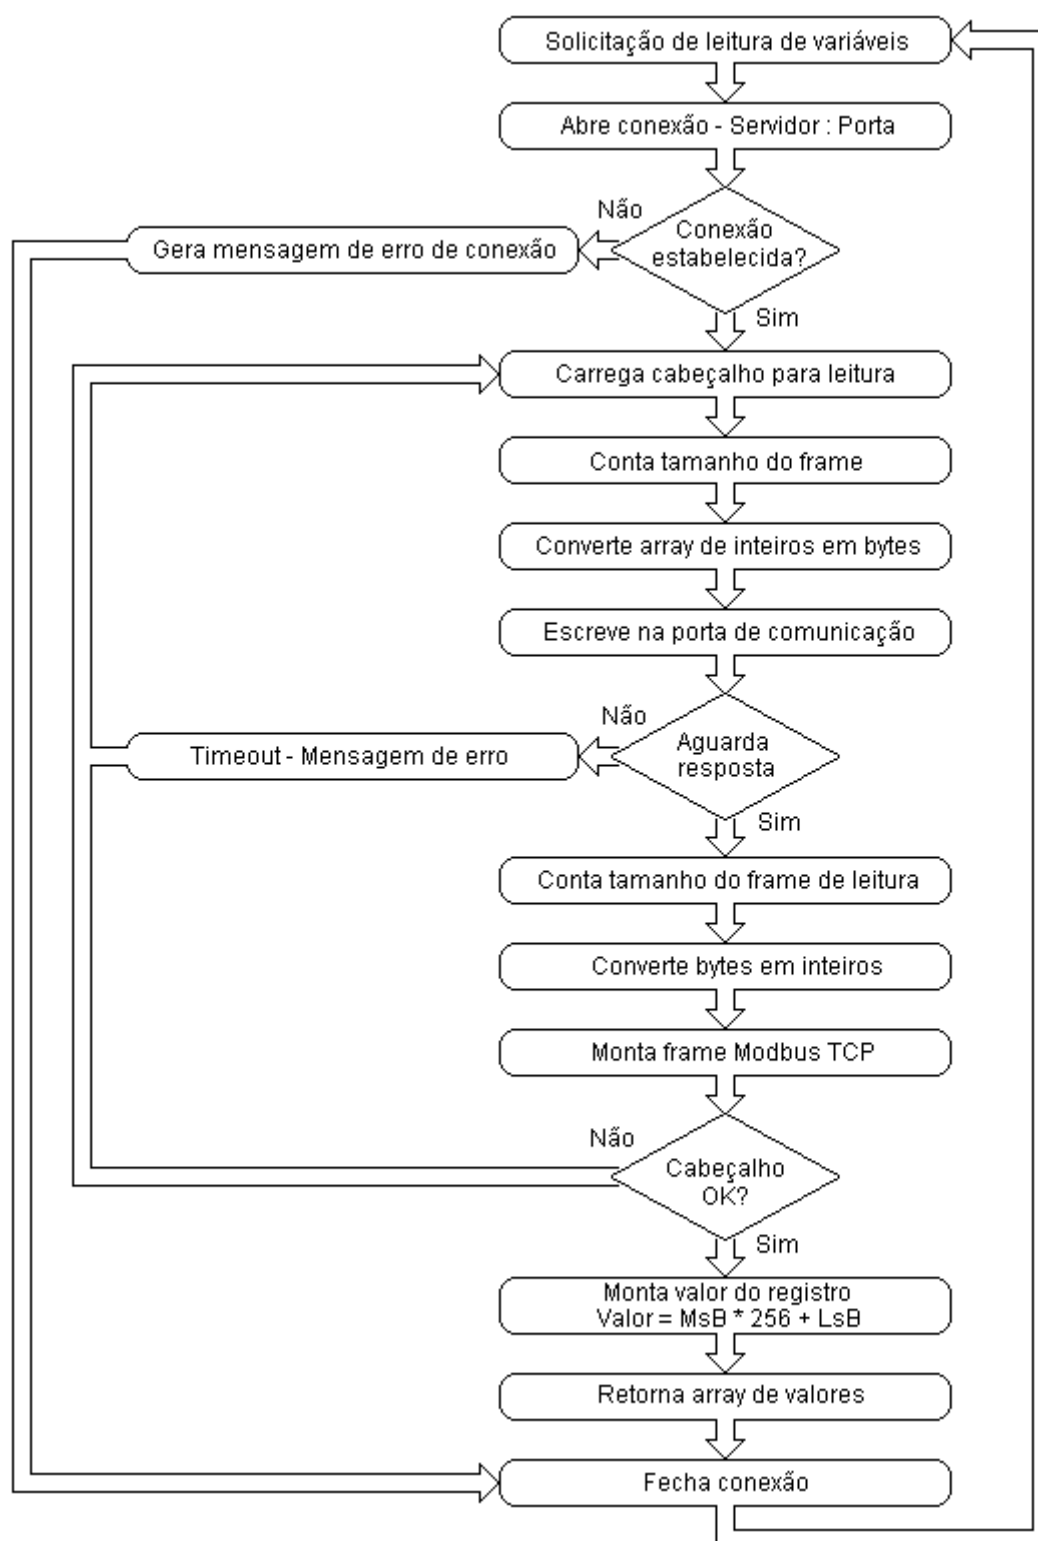 Solicitação de leitura de variáveis
Abre conexão - Servidor : Porta
Não
Conexão
estabelecida?
Gera mensagem de erro de conexão
Sim
Carrega cabeçalho para leitura
Conta tamanho do frame
Converte array de inteiros em bytes
Escreve na porta de comunicação
Não
Aguarda
resposta
Timeout - Mensagem de erro
Sim
Conta tamanho do frame de leitura
Converte bytes em inteiros
Monta frame Modbus TCP
Não
Cabeçalho
OK?
Sim
Monta valor do registro
Valor = MsB * 256 + LsB
Retorna array de valores
Fecha conexão